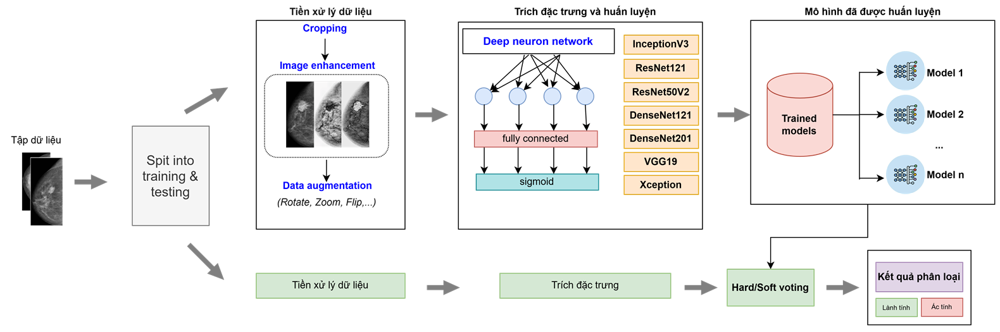 Tiền xử lý dữ liệu
Trích đặc trưng và huấn luyện
Mô hình đã được huấn luyện
Tập dữ liệu
Spit into
training &
testing
Cropping
Image enhancement
Data augmentation
(Rotate, Zoom, Flip,...)
Deep neuron network
fully connected
sigmoid
InceptionV3
ResNet121
ResNet50V2
DenseNet121
DenseNet201
VGG19
Xception
Trained
models
Model 1
Model 2
...
Model n
Tiền xử lý dữ liệu
Trích đặc trưng
Hard/Soft voting
Kết quả phân loại
Lành tính
Ác tính